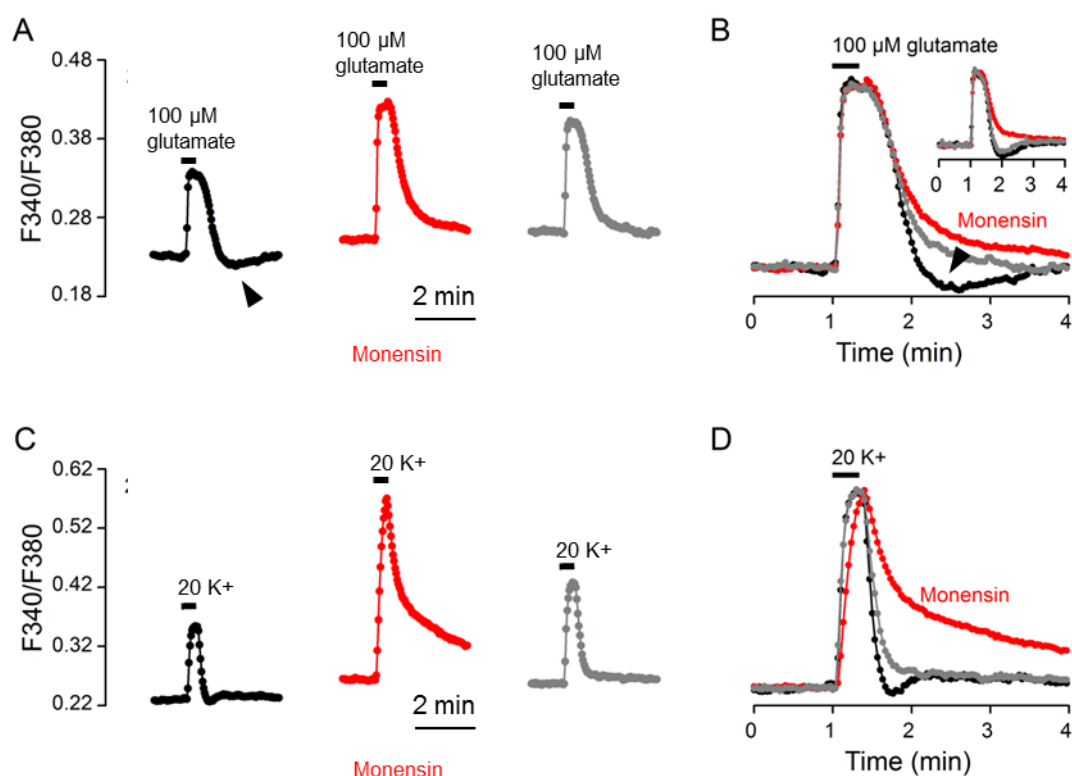 A
B
100 µM
glutamate
100 µM
glutamate
100 µM
glutamate
100 µM glutamate
0.48
0.38
0.28
0.18
F340/F380
2 min
Monensin
0 1 2 3 4
Monensin
0 1 2 3 4
Time (min)
C
D
20 K+
20 K+
20 K+
20 K+
0.62
0.52
0.42
0.32
0.22
F340/F380
2 min
Monensin
Monensin
0 1 2 3 4
Time (min)